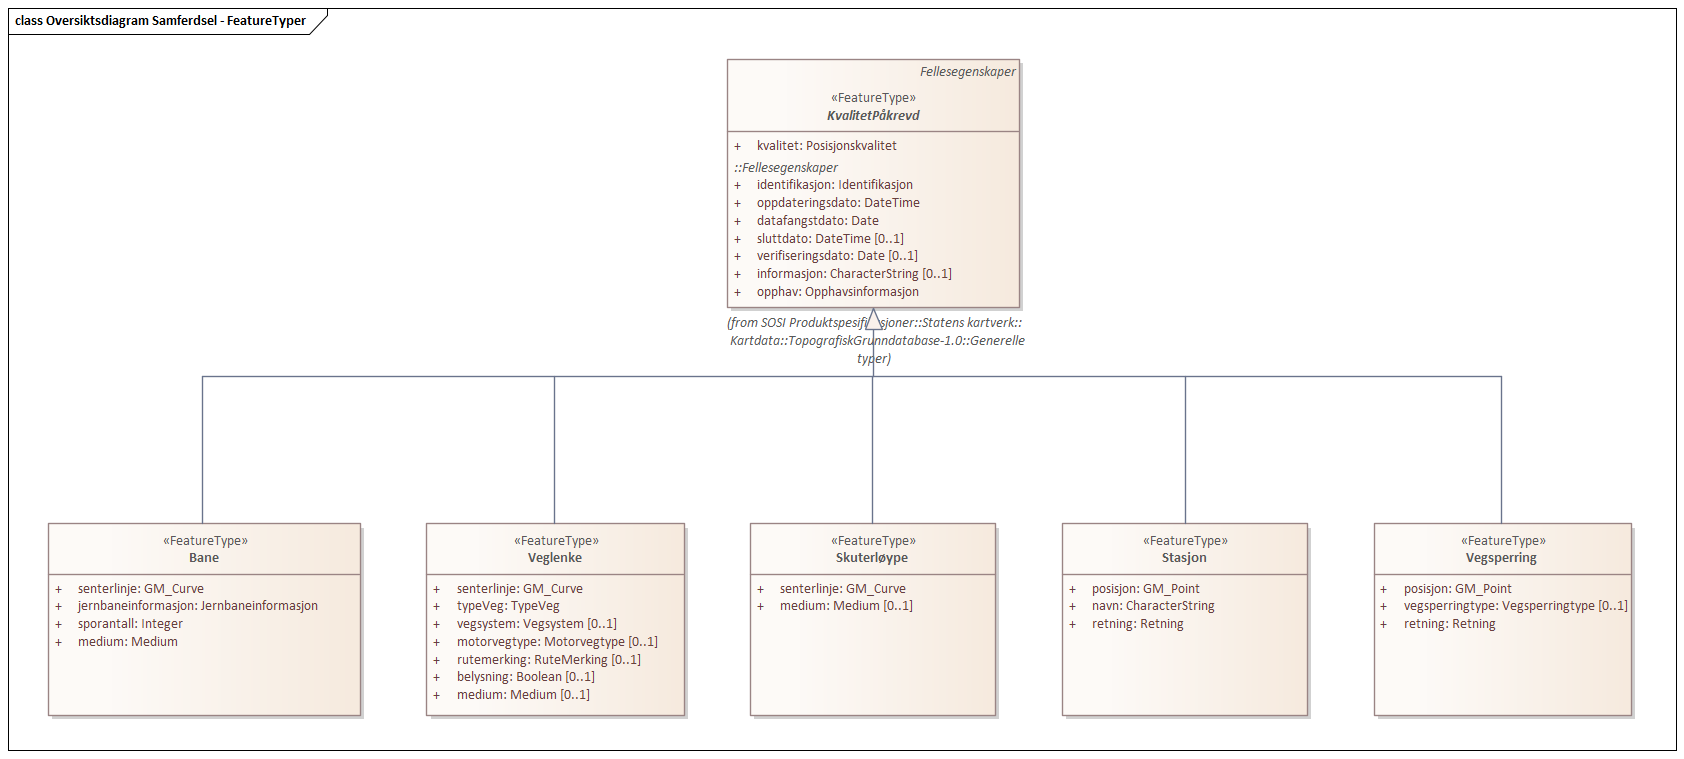 class Oversiktsdiagram Samferdsel - FeatureTyper
Fellesegenskaper
«FeatureType»
KvalitetPåkrevd
+ kvalitet: Posisjonskvalitet
::Fellesegenskaper
+ identifikasjon: Identifikasjon
+ oppdateringsdato: DateTime
+ datafangstdato: Date
+ sluttdato: DateTime [0..1]
+ verifiseringsdato: Date [0..1]
+ informasjon: CharacterString [0..1]
+ opphav: Opphavsinformasjon
(from SOSI Produktspesifikasjoner::Statens kartverk::
Kartdata::TopografiskGrunndatabase-1.0::Generelle
typer)
«FeatureType»
Bane
+ senterlinje: GM_Curve
+ jernbaneinformasjon: Jernbaneinformasjon
+ sporantall: Integer
+ medium: Medium
«FeatureType»
Veglenke
+ senterlinje: GM_Curve
+ typeVeg: TypeVeg
+ vegsystem: Vegsystem [0..1]
+ motorvegtype: Motorvegtype [0..1]
+ rutemerking: RuteMerking [0..1]
+ belysning: Boolean [0..1]
+ medium: Medium [0..1]
«FeatureType»
Skuterløype
+ senterlinje: GM_Curve
+ medium: Medium [0..1]
«FeatureType»
Stasjon
+ posisjon: GM_Point
+ navn: CharacterString
+ retning: Retning
«FeatureType»
Vegsperring
+ posisjon: GM_Point
+ vegsperringtype: Vegsperringtype [0..1]
+ retning: Retning